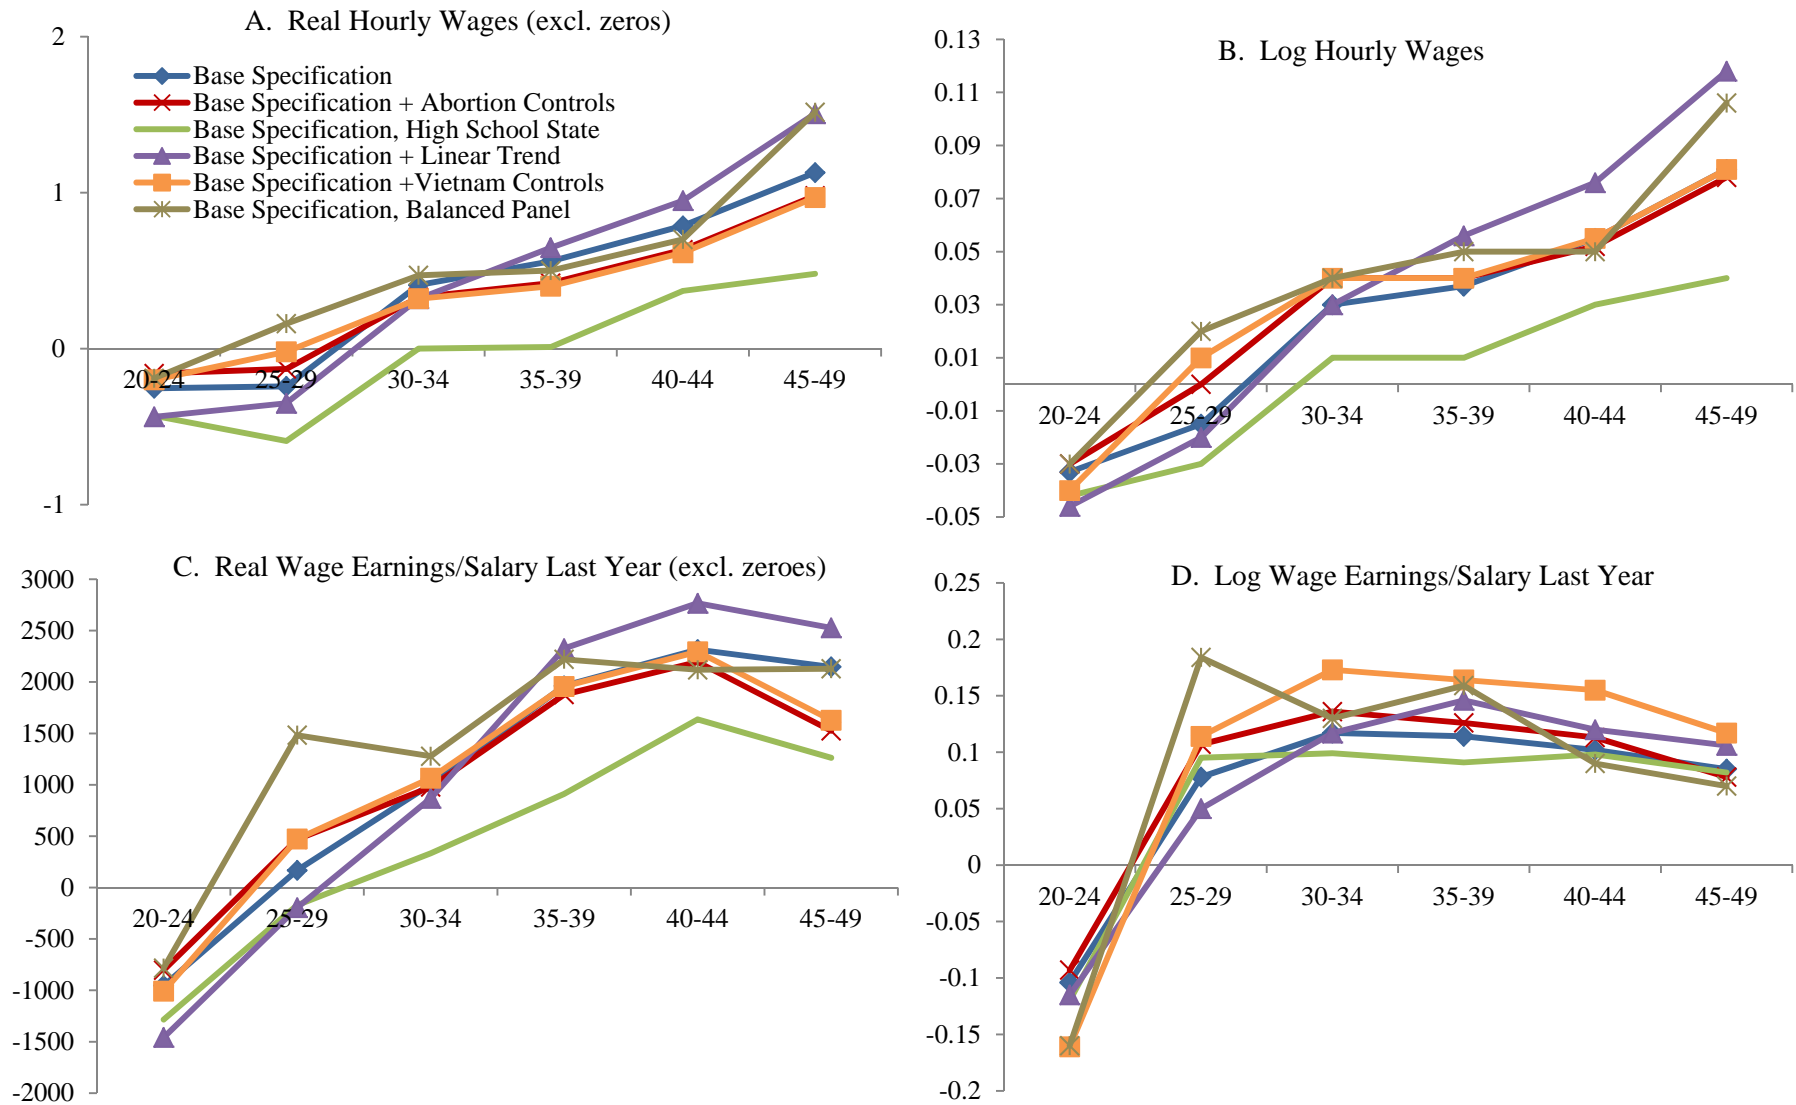 A.  Real Hourly Wages (excl. zeros)
2
1
0
-1
Base Specification
Base Specification + Abortion Controls
Base Specification, High School State
Base Specification + Linear Trend
Base Specification +Vietnam Controls
Base Specification, Balanced Panel
20-24 25-29 30-34 35-39 40-44 45-49
B.  Log Hourly Wages
0.13
0.11
0.09
0.07
0.05
0.03
0.01
-0.01
-0.03
-0.05
20-24 25-29 30-34 35-39 40-44 45-49
C.  Real Wage Earnings/Salary Last Year (excl. zeroes)
3000
2500
2000
1500
1000
500
0
-500
-1000
-1500
-2000
20-24 25-29 30-34 35-39 40-44 45-49
D.  Log Wage Earnings/Salary Last Year
0.25
0.2
0.15
0.1
0.05
0
-0.05
-0.1
-0.15
-0.2
20-24 25-29 30-34 35-39 40-44 45-49